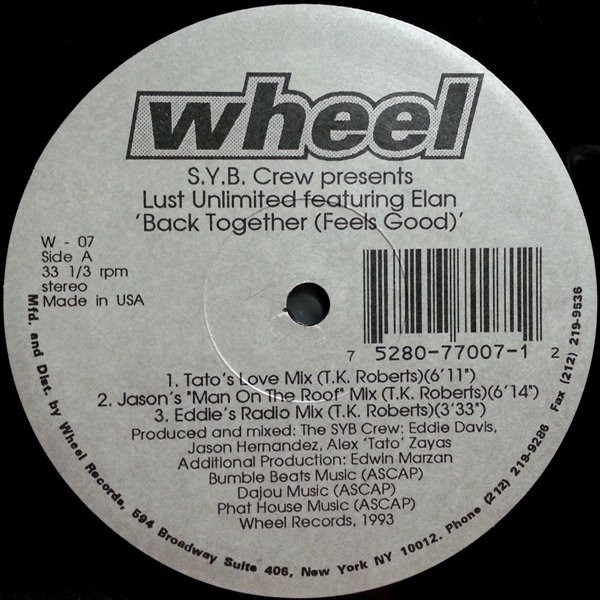 wheel
S.Y.B. Crew presents
Lust Unlimited featuring Elan
'Back Together (Feels Good)'
W - 07
Side A
33 1/3 rpm
stereo
Made in USA
7 5280-77007-1 2
1. Tato's Love Mix (T.K. Roberts)(6'11")
2. Jason's "Man On The Roof" Mix (T.K. Roberts)(6'14")
3. Eddie's Radio Mix (T.K. Roberts)(3'33")
Produced and mixed: The SYB Crew: Eddie Davis,
Jason Hernandez, Alex 'Tato' Zayas
Additional Production: Edwin Marzan
Bumble Beats Music (ASCAP)
Dajou Music (ASCAP)
Phat House Music (ASCAP)
Wheel Records, 1993
Mfd. and Dist. by Wheel Records, 594 Broadway Suite 406, New York NY 10012. Phone (212) 219-9286 Fax (212) 219-9536